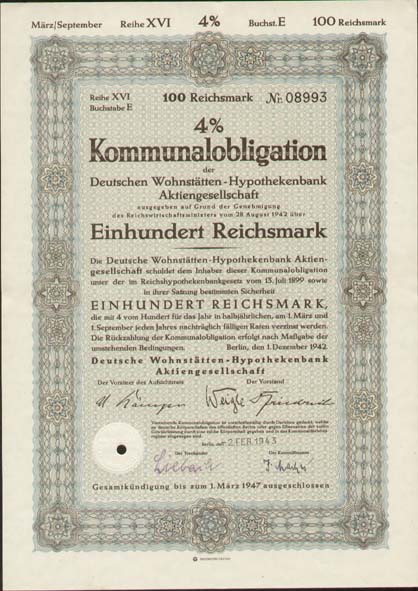 März/September Reihe XVI 4% Buchst. E 100 Reichsmark
Reihe XVI 100 Reichsmark Nr. 08993
Buchstabe E
4%
Kommunalobligation
der
Deutschen Wohnstätten-Hypothekenbank
Aktiengesellschaft
ausgegeben auf Grund der Genehmigung
des Reichswirtschaftsministers vom 28 August 1942 über
Einhundert Reichsmark
Die Deutsche Wohnstätten-Hypothekenbank Aktien-
gesellschaft schuldet dem Inhaber dieser Kommunalobligation
unter der im Reichshypothekenbankgesetz vom 13. Juli 1899 sowie
in ihrer Satzung bestimmten Sicherheit
EINHUNDERT REICHSMARK,
die mit 4 vom Hundert für das Jahr in halbjährlichen, am 1. März und
1. September jeden Jahres nachträglich fälligen Raten verzinst werden.
Die Rückzahlung der Kommunalobligation erfolgt nach Maßgabe der
umstehenden Bedingungen. Berlin, den 1. Dezember 1942.
Deutsche Wohnstätten-Hypothekenbank
Aktiengesellschaft
Der Vorsitzer des Aufsichtsrats Der Vorstand
Berlin, den 2. FEB. 1943
Der Treuhänder Der Kontrollbeamte
Gesamtkündigung bis zum 1. März 1947 ausgeschlossen